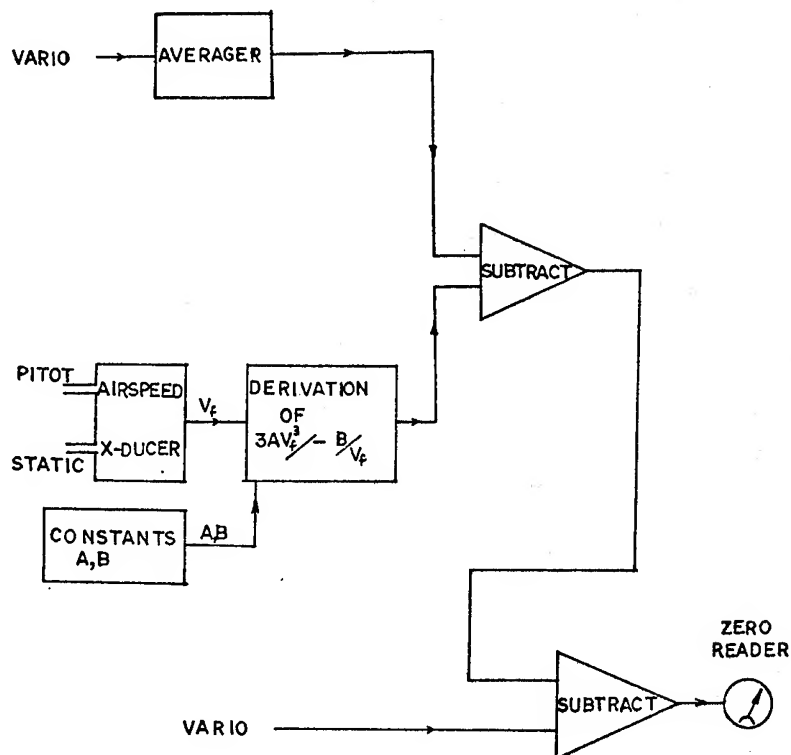 VARIO
AVERAGER
SUBTRACT
PITOT
STATIC
AIRSPEED
X-DUCER
Vf
DERIVATION
OF
3AVf³/ - B/Vf
CONSTANTS
A,B
A,B
ZERO
READER
SUBTRACT
VARIO